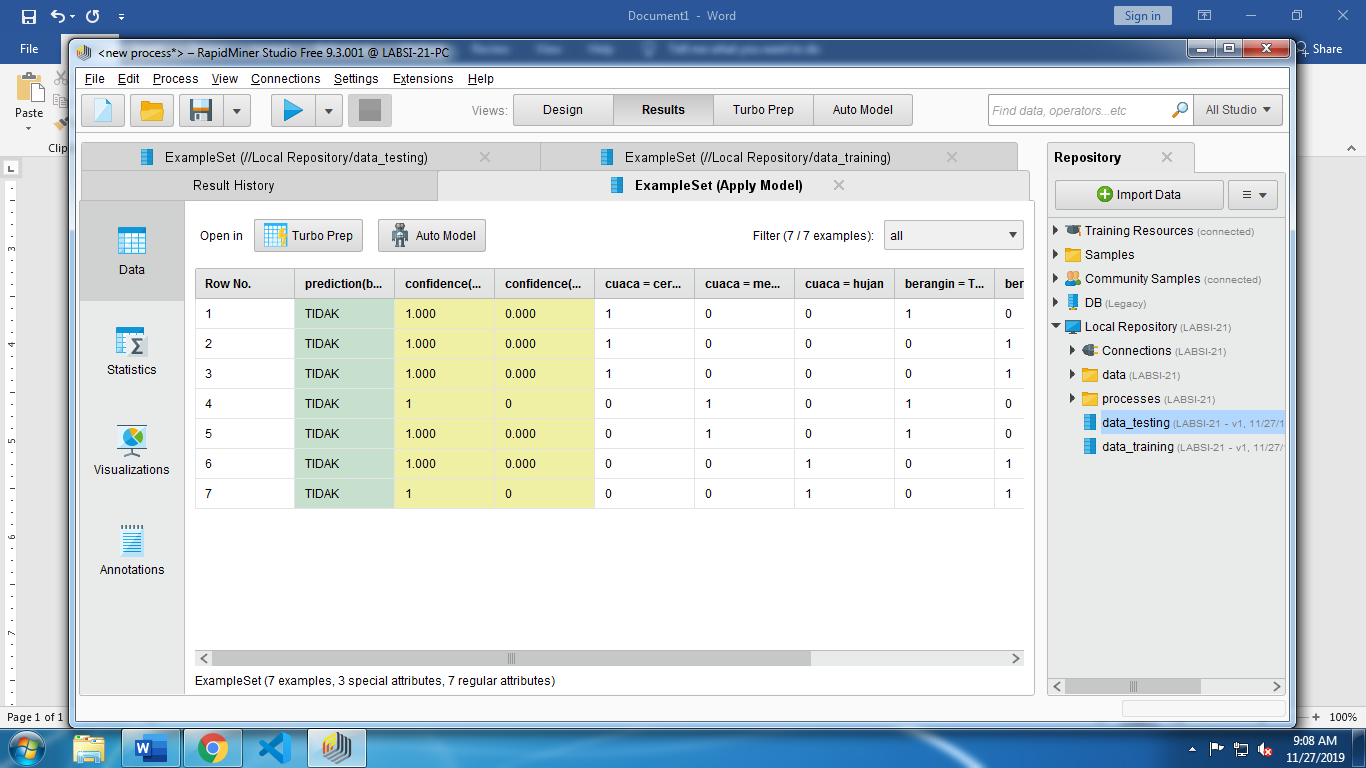 Document1 - Word
Sign in
File
Share
Paste
Clip
<new process*> – RapidMiner Studio Free 9.3.001 @ LABSI-21-PC
File Edit Process View Connections Settings Extensions Help
Views: Design Results Turbo Prep Auto Model
Find data, operators...etc
All Studio
ExampleSet (//Local Repository/data_testing)
ExampleSet (//Local Repository/data_training)
Result History
ExampleSet (Apply Model)
Data
Statistics
Visualizations
Annotations
Open in Turbo Prep Auto Model
Filter (7 / 7 examples): all
Row No. prediction(b... confidence(... confidence(... cuaca = cer... cuaca = me... cuaca = hujan berangin = T... ber
1 TIDAK 1.000 0.000 1 0 0 1 0
2 TIDAK 1.000 0.000 1 0 0 0 1
3 TIDAK 1.000 0.000 1 0 0 0 1
4 TIDAK 1 0 0 1 0 1 0
5 TIDAK 1.000 0.000 0 1 0 1 0
6 TIDAK 1.000 0.000 0 0 1 0 1
7 TIDAK 1 0 0 0 1 0 1
ExampleSet (7 examples, 3 special attributes, 7 regular attributes)
Repository
Import Data
Training Resources (connected)
Samples
Community Samples (connected)
DB (Legacy)
Local Repository (LABSI-21)
Connections (LABSI-21)
data (LABSI-21)
processes (LABSI-21)
data_testing (LABSI-21 - v1, 11/27/1
data_training (LABSI-21 - v1, 11/27/
3
4
5
6
7
Page 1 of 1
100%
9:08 AM
11/27/2019